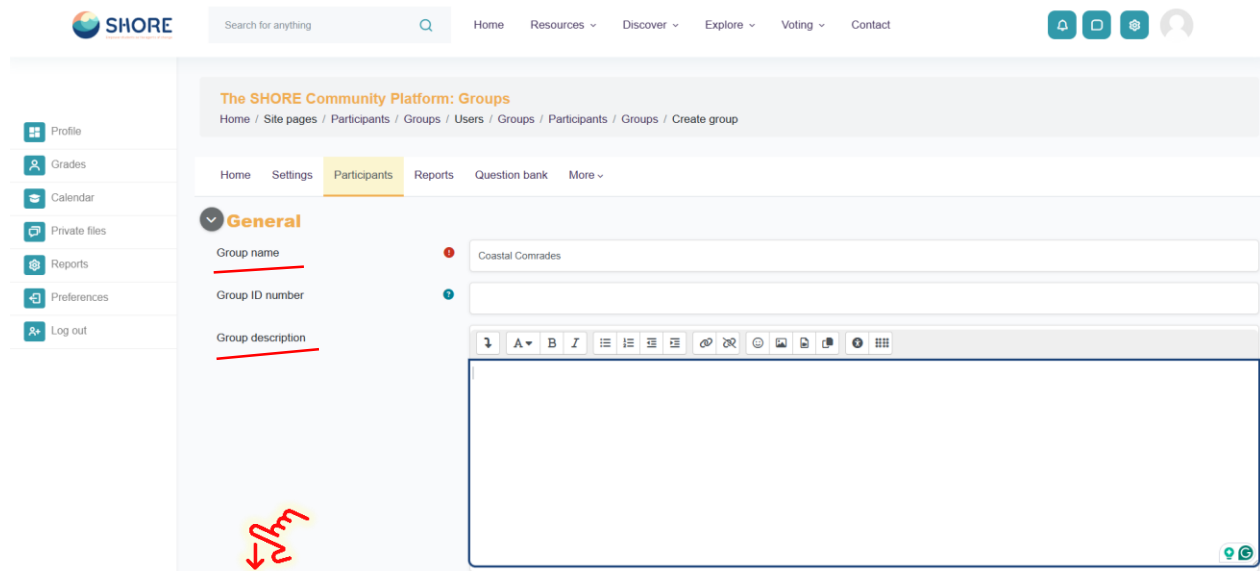 SHORE
Search for anything
Home Resources Discover Explore Voting Contact
The SHORE Community Platform: Groups
Home / Site pages / Participants / Groups / Users / Groups / Participants / Groups / Create group
Profile
Grades
Calendar
Private files
Reports
Preferences
Log out
Home Settings Participants Reports Question bank More
General
Group name
Coastal Comrades
Group ID number
Group description
A B I